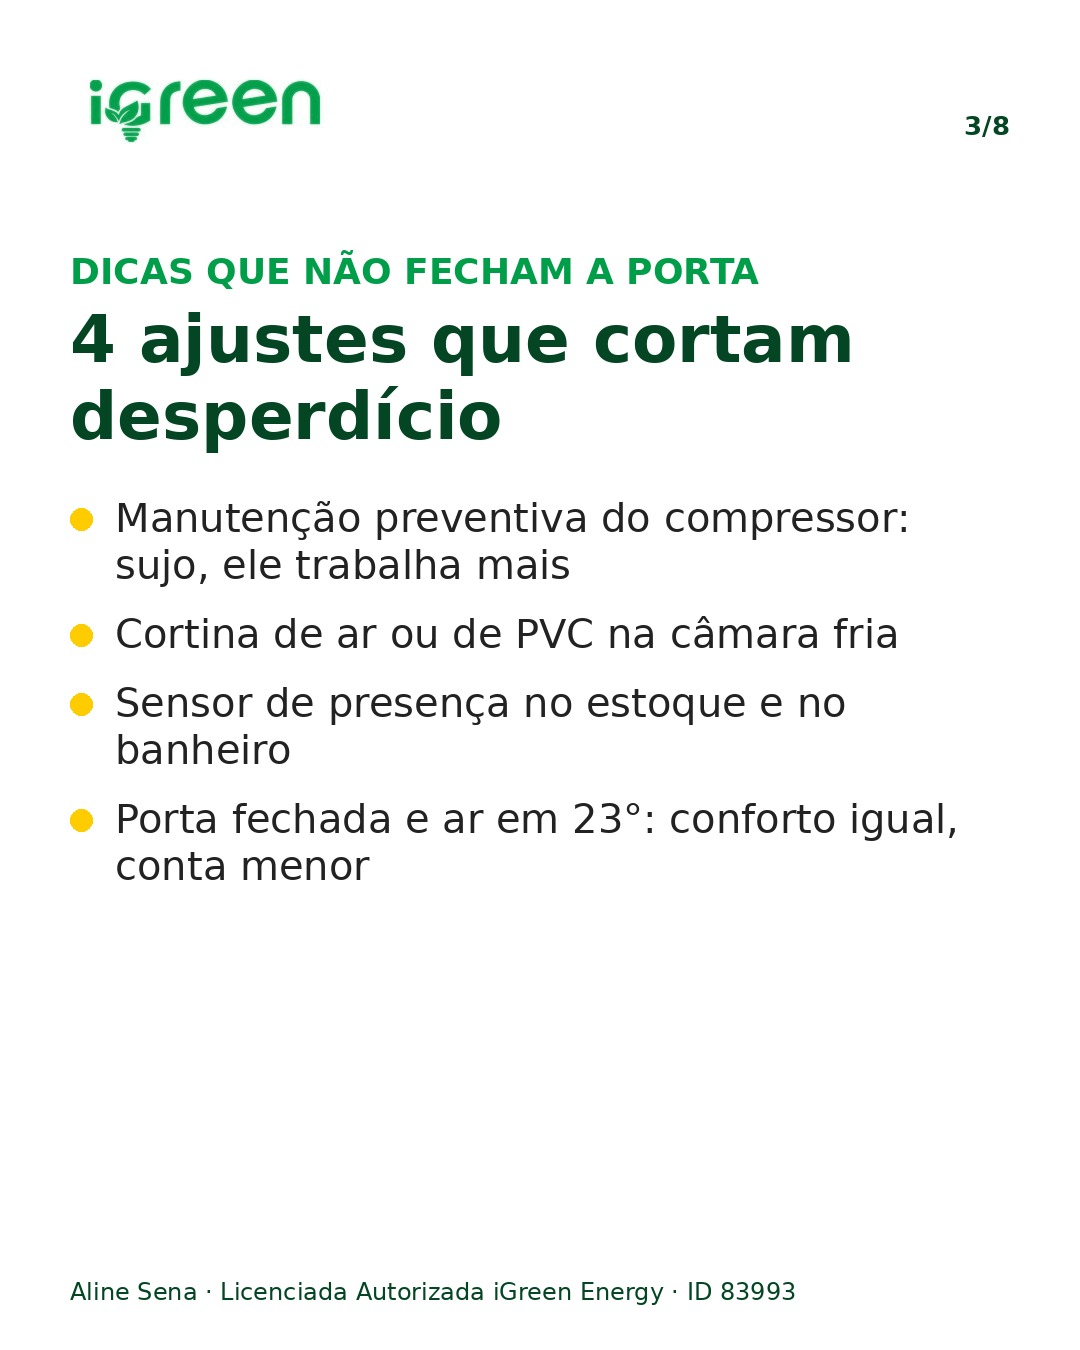 iGreen
3/8
DICAS QUE NÃO FECHAM A PORTA
4 ajustes que cortam
desperdício
Manutenção preventiva do compressor:
sujo, ele trabalha mais
Cortina de ar ou de PVC na câmara fria
Sensor de presença no estoque e no
banheiro
Porta fechada e ar em 23°: conforto igual,
conta menor
Aline Sena · Licenciada Autorizada iGreen Energy · ID 83993